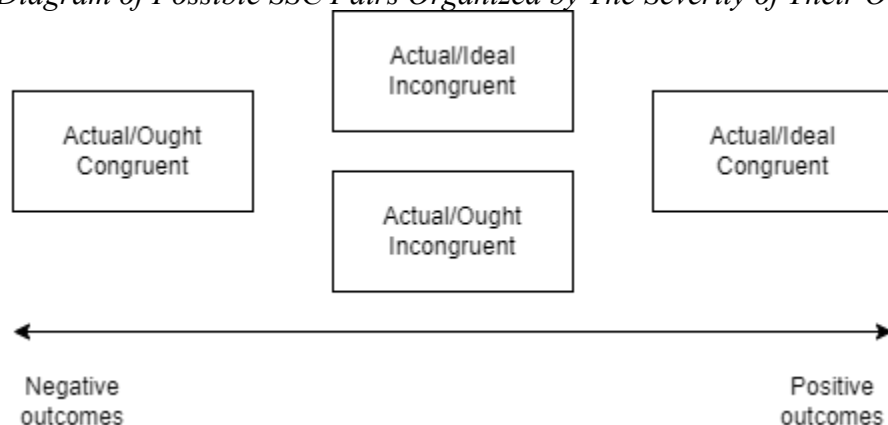 Diagram of Possible SSC Pairs Organized by The Severity of Their
Actual/Ideal
Incongruent
Actual/Ought
Congruent
Actual/Ideal
Congruent
Actual/Ought
Incongruent
Negative
outcomes
Positive
outcomes